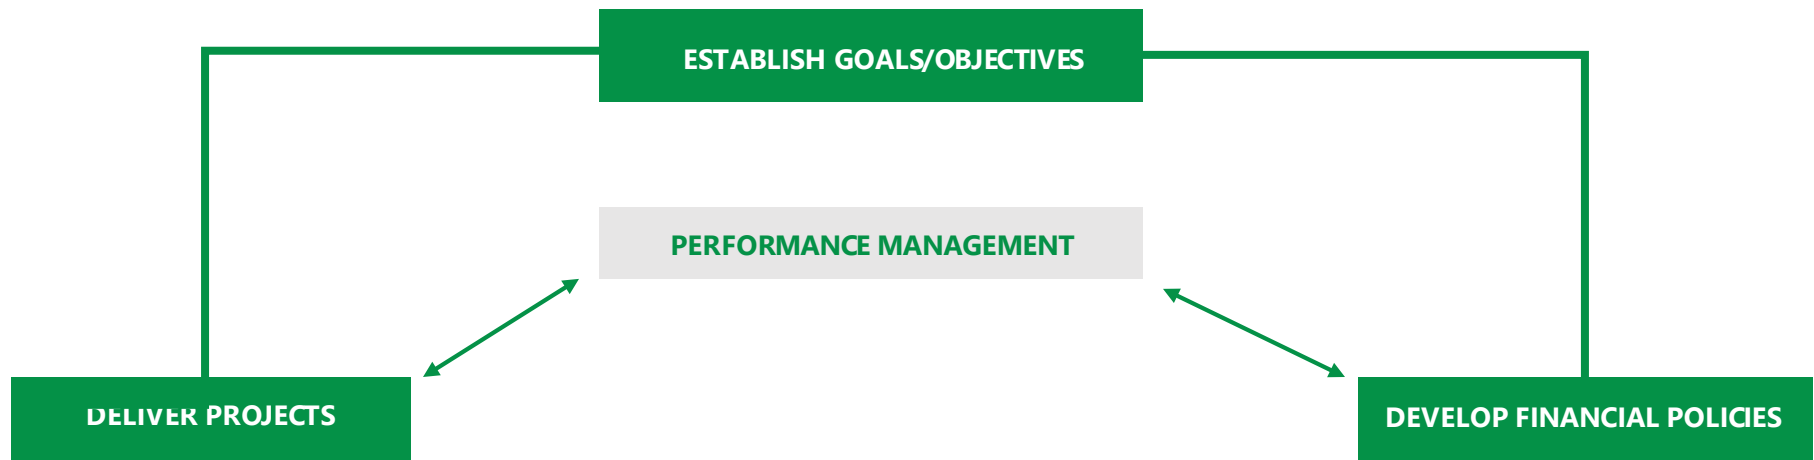 ESTABLISH GOALS/OBJECTIVES
PERFORMANCE MANAGEMENT
DELIVER PROJECTS
DEVELOP FINANCIAL POLICIES